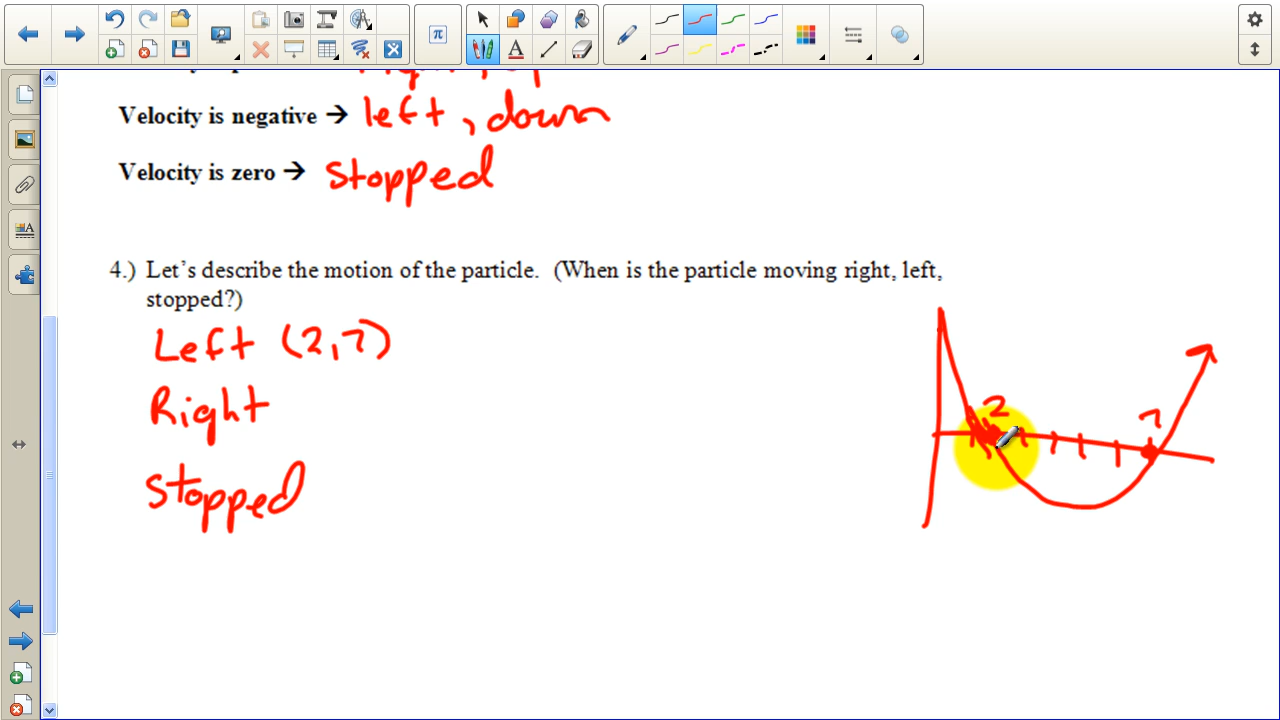 Velocity is negative → left, down
Velocity is zero → stopped
4.) Let's describe the motion of the particle. (When is the particle moving right, left,
stopped?)
Left (2,7)
Right
Stopped
2
7
π
A